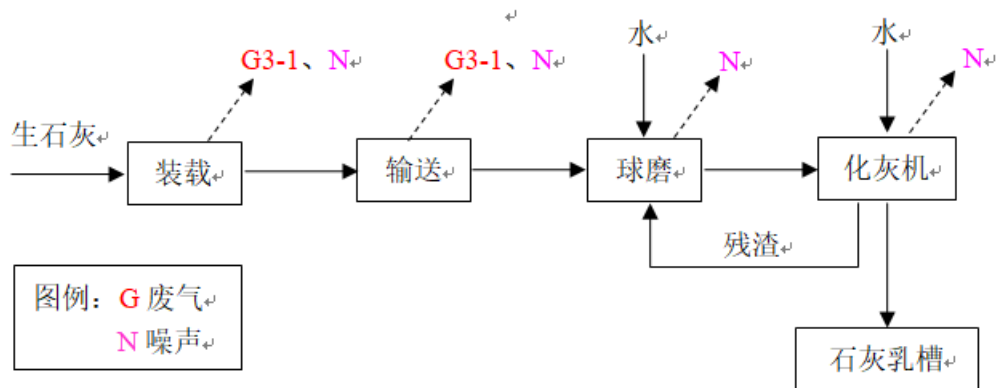 水
水
G3-1、N
G3-1、N
N
N
生石灰
装载
输送
球磨
化灰机
残渣
图例：G 废气
N 噪声
石灰乳槽